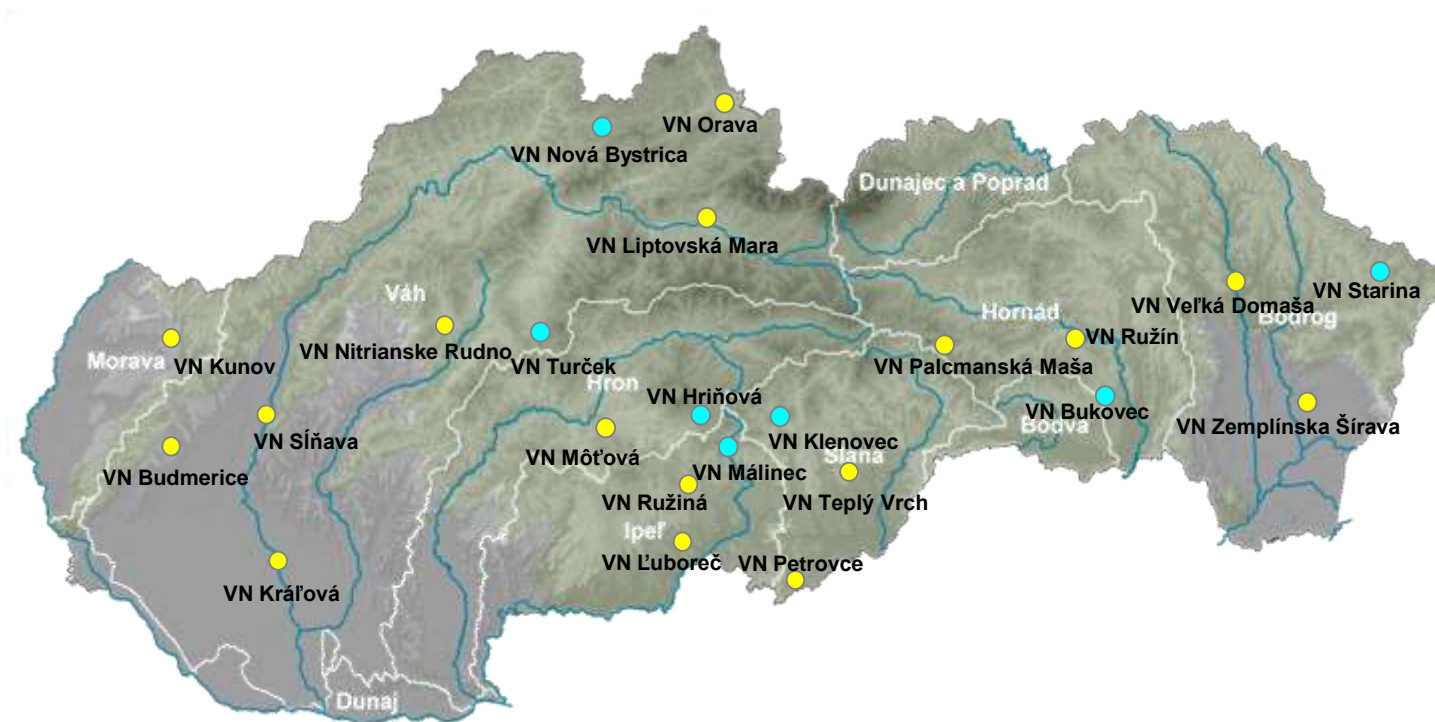 VN Orava
VN Nová Bystrica
Dunajec a Poprad
VN Liptovská Mara
VN Starina
Váh
VN Veľká Domaša
Bodrog
Hornád
VN Ružín
Morava
VN Kunov
VN Nitrianske Rudno
VN Turček
VN Palcmanská Maša
Hron
VN Hriňová
VN Bukovec
Bodva
VN Zemplínska Šírava
VN Sĺňava
VN Môťová
VN Klenovec
Slaná
VN Málinec
VN Budmerice
VN Ružiná
VN Teplý Vrch
Ipeľ
VN Ľuboreč
VN Petrovce
VN Kráľová
Dunaj